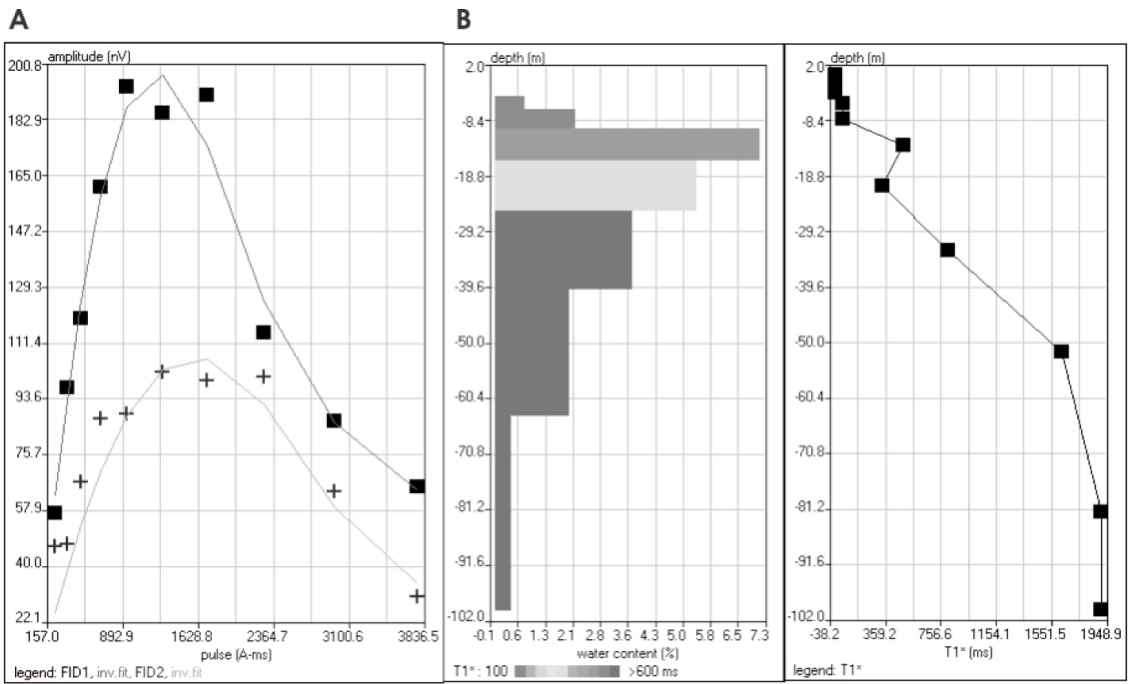 A
B
amplitude (nV)
200.8
182.9
165.0
147.2
129.3
111.4
93.6
75.7
57.9
40.0
22.1
157.0 892.9 1628.8 2364.7 3100.6 3836.5
pulse (A-ms)
legend: FID1, inv.fit, FID2, inv.fit
depth (m)
2.0
-8.4
-18.8
-29.2
-39.6
-50.0
-60.4
-70.8
-81.2
-91.6
-102.0
-0.1 0.6 1.3 2.1 2.8 3.6 4.3 5.0 5.8 6.5 7.3
water content (%)
T1* : 100 >600 ms
depth (m)
2.0
-8.4
-18.8
-29.2
-39.6
-50.0
-60.4
-70.8
-81.2
-91.6
-102.0
-38.2 359.2 756.6 1154.1 1551.5 1948.9
T1* (ms)
legend: T1*